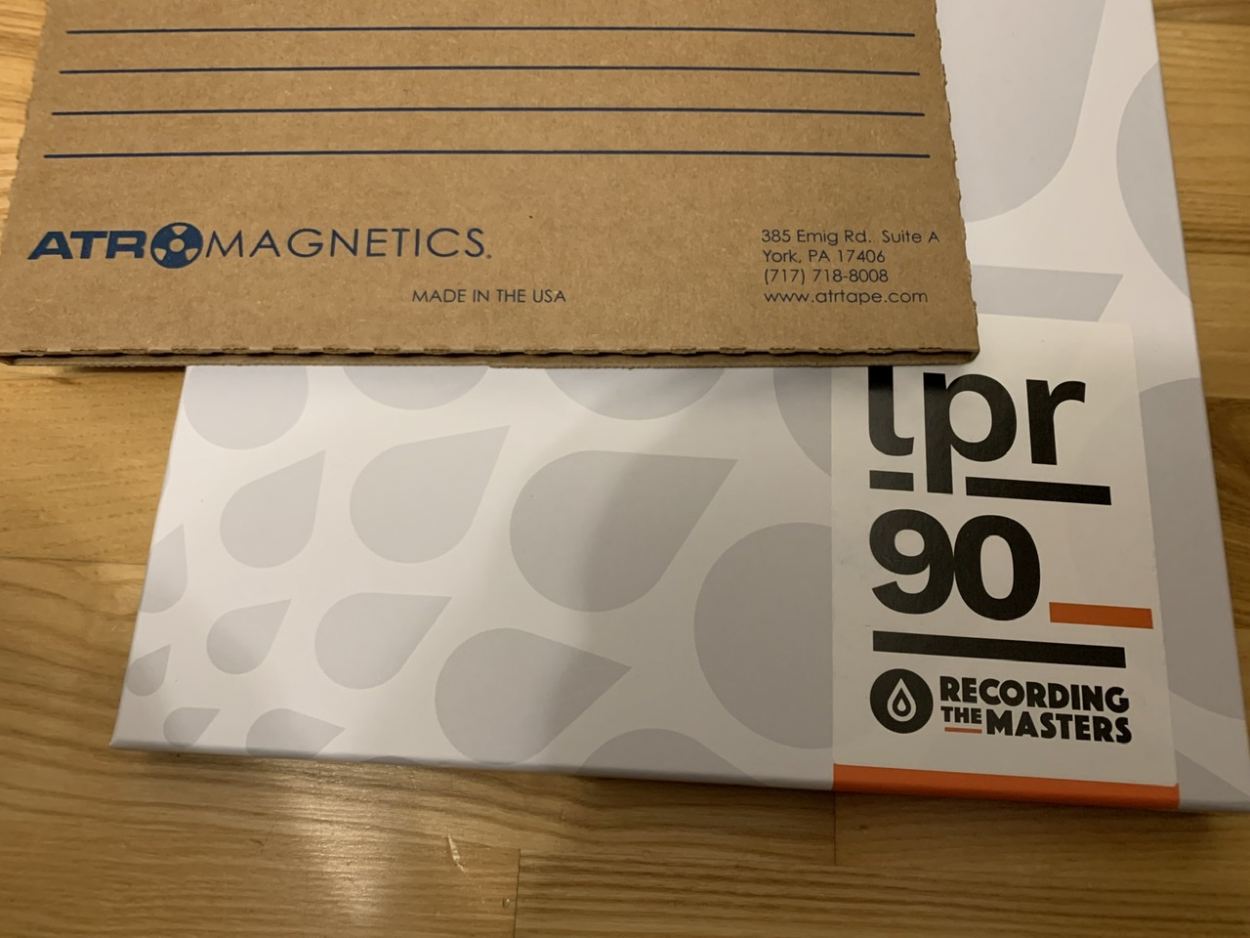 ATR MAGNETICS.
MADE IN THE USA
385 Emig Rd. Suite A
York, PA 17406
(717) 718-8008
www.atrtape.com
lpr
90
RECORDING
THE MASTERS